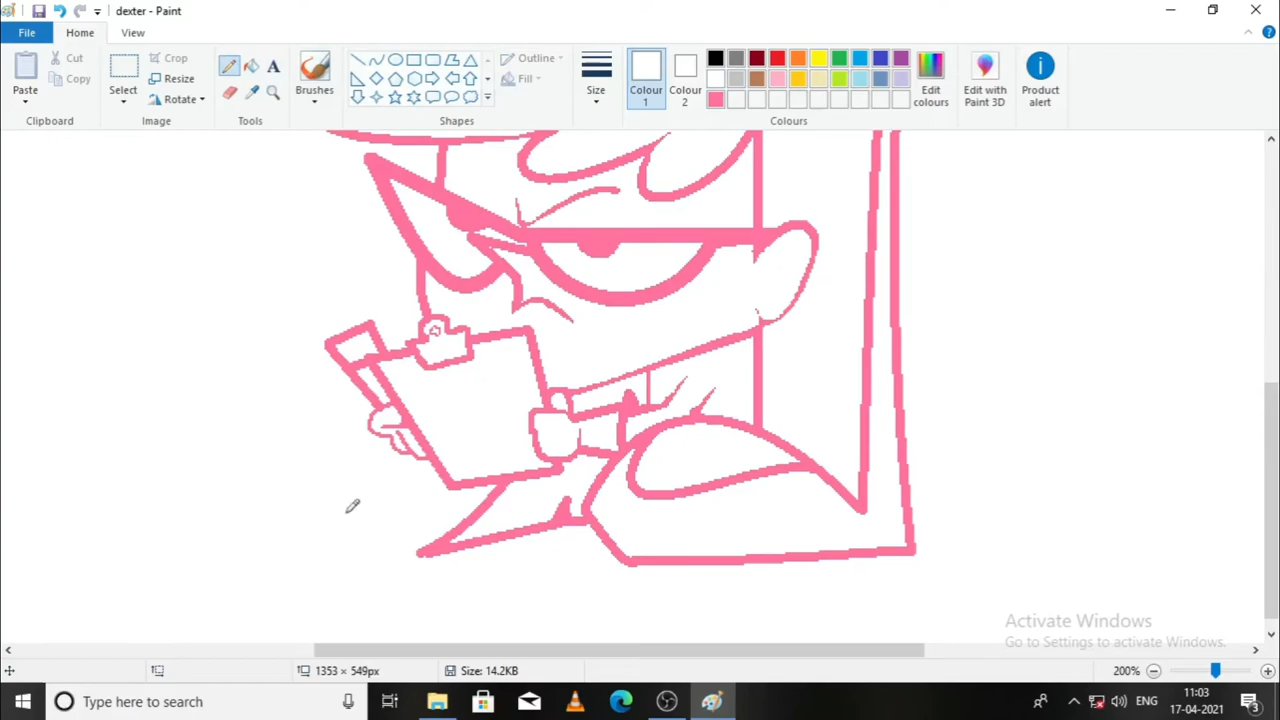 dexter - Paint
File
Home
View
Paste
Cut
Copy
Clipboard
Select
Crop
Resize
Rotate
Image
A
Tools
Brushes
Shapes
Outline
Fill
Size
Colour
1
Colour
2
Edit
colours
Colours
Edit with
Paint 3D
Product
alert
Activate Windows
Go to Settings to activate Windows.
1353 × 549px
Size: 14.2KB
200%
Type here to search
ENG
11:03
17-04-2021
3